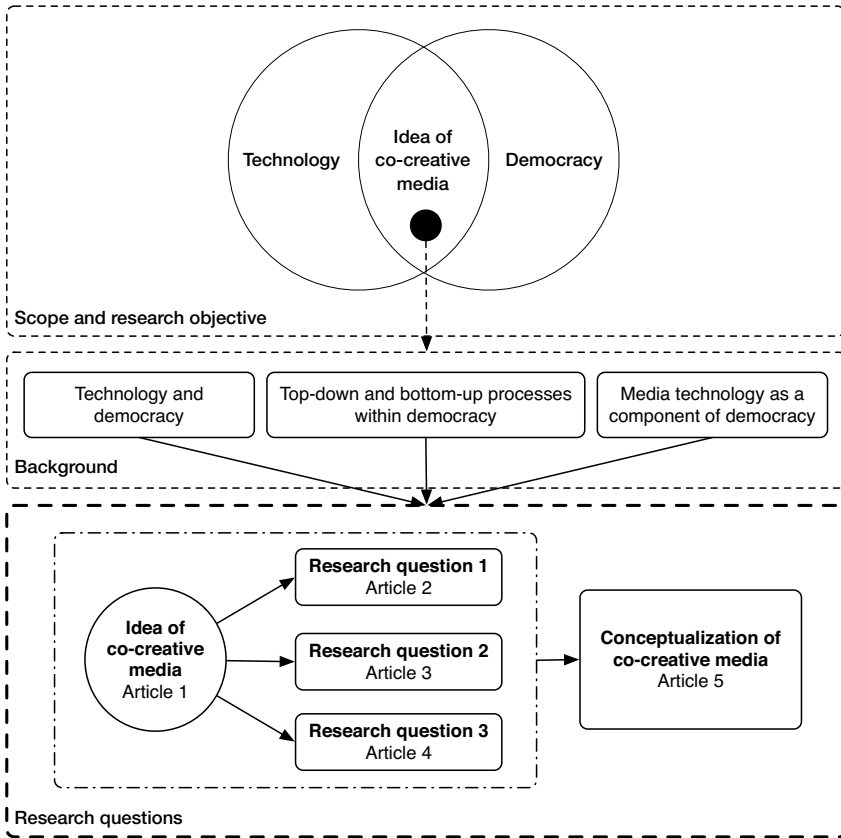 Technology
Idea of
co-creative
media
Democracy
Scope and research objective
Technology and
democracy
Top-down and bottom-up processes
within democracy
Media technology as a
component of democracy
Background
Idea of
co-creative
media
Article 1
Research question 1
Article 2
Research question 2
Article 3
Research question 3
Article 4
Conceptualization of
co-creative media
Article 5
Research questions